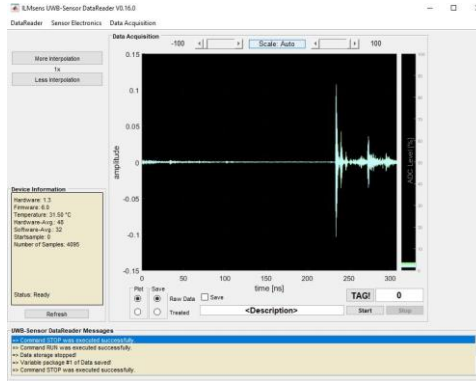 ILMsens UWB-Sensor DataReader V0.16.0
DataReader Sensor Electronics Data Acquisition
Data Acquisition
-100 Scale: Auto 100
More Interpolation
1x
Less Interpolation
0.15
0.1
0.05
0
-0.05
-0.1
-0.15
amplitude
0 50 100 150 200 250 300
time [ns]
ADC Level [%]
Device Information
Hardware: 1.3
Firmware: 6.0
Temperature: 31.50 °C
Hardware-Avg.: 48
Software-Avg.: 32
Startsample: 0
Number of Samples: 4095
Status: Ready
Refresh
Plot Save
Raw Data Save
Treated
<Description>
TAG! 0
Start Stop
UWB-Sensor DataReader Messages
=> Command STOP was executed successfully.
=> Command RUN was executed successfully.
=> Data storage stopped!
=> Variable package #1 of Data saved!
=> Command STOP was executed successfully.